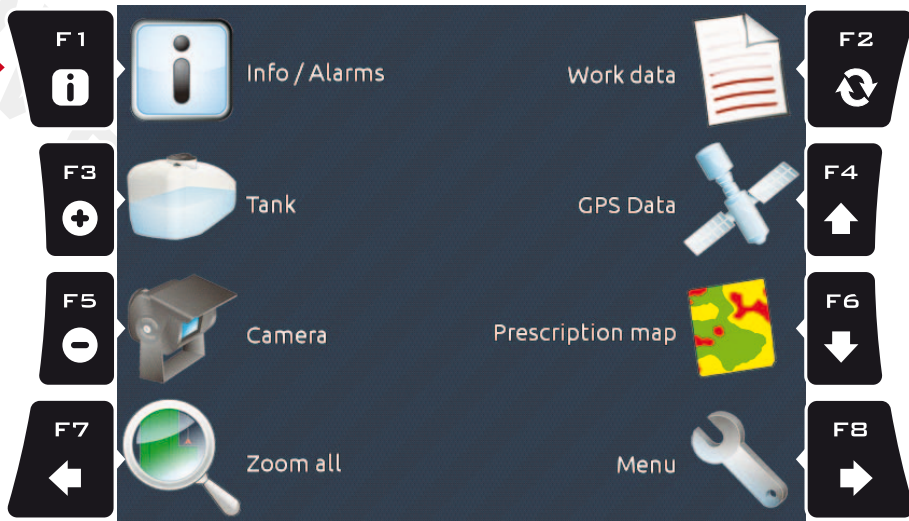 F1
Info / Alarms
Work data
F2
F3
Tank
GPS Data
F4
F5
Camera
Prescription map
F6
F7
Zoom all
Menu
F8